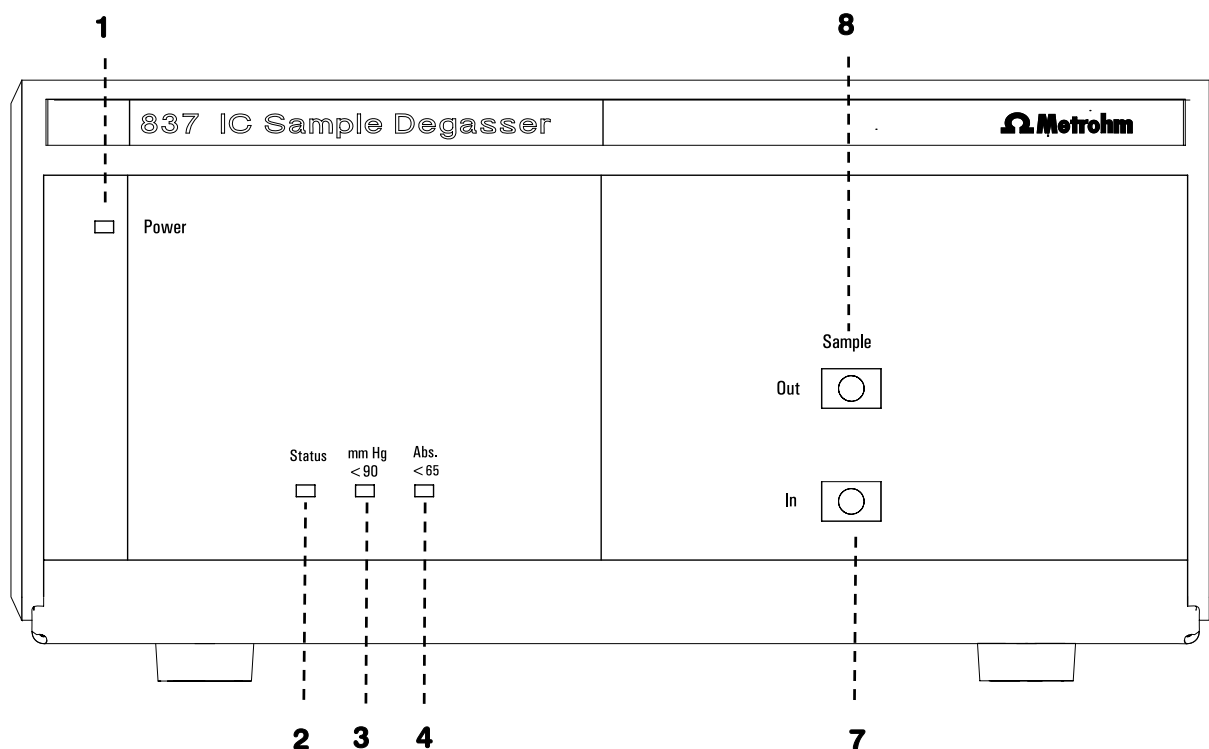 1
8
837 IC Sample Degasser
Ω Metrohm
Power
Sample
Out
Status
mm Hg
<90
Abs.
<65
In
2
3
4
7